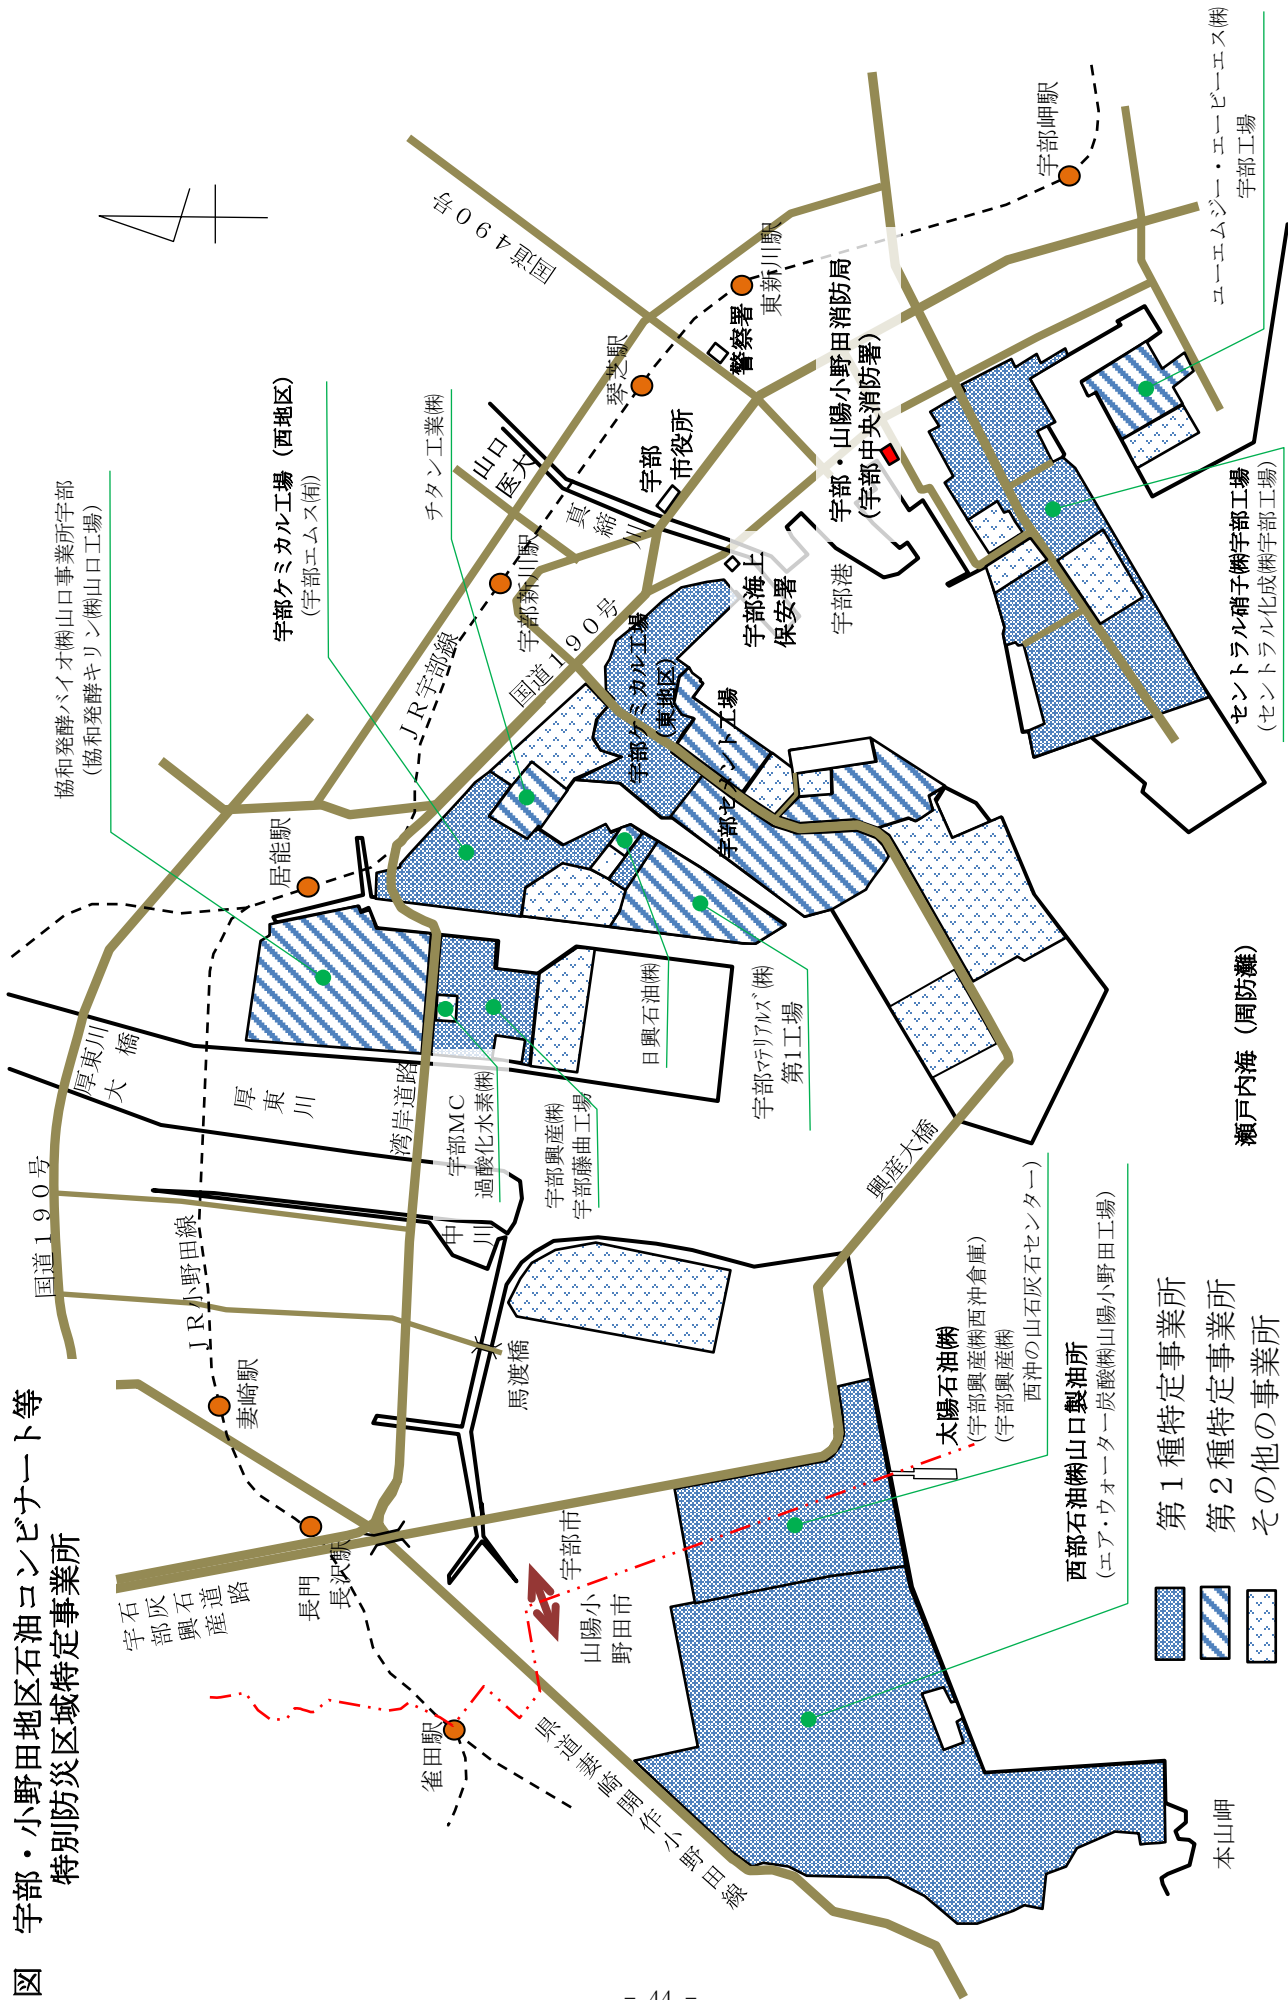 図　宇部・小野田地区石油コンビナート等
特別防災区域特定事業所
国道１９０号
厚東川
大　橋
厚
東
川
協和発酵バイオ㈱山口事業所宇部
(協和発酵キリン㈱山口工場)
居能駅
宇部ケミカル工場（西地区）
(宇部エムス㈲)
チタン工業㈱
国道４９０号
ＪＲ宇部線
ＪＲ小野田線
妻崎駅
長門
長沢駅
雀田駅
宇石
部灰
興石
産道
路
湾岸道路
宇部MC
過酸化水素㈱
宇部興産㈱
宇部藤曲工場
中
川
馬渡橋
日興石油㈱
宇部ﾏﾃﾘｱﾙｽﾞ㈱
第1工場
宇部新川駅
国道１９０号
山口
医大
真
締
川
琴芝駅
宇部
市役所
警察署
東新川駅
宇部岬駅
宇部・山陽小野田消防局
(宇部中央消防署)
宇部海上
保安署
宇部港
宇部ケミカル工場
(東地区)
宇部セメント工場
ユーエムジー・エービーエス㈱
宇部工場
セントラル硝子㈱宇部工場
(セントラル化成㈱宇部工場)
瀬戸内海（周防灘）
興産大橋
宇部市
山陽小
野田市
県道妻崎開作小野田線
太陽石油㈱
(宇部興産㈱西沖倉庫)
(宇部興産㈱
西沖の山石灰石センター)
西部石油㈱山口製油所
(エア・ウォーター炭酸㈱山陽小野田工場)
本山岬
第１種特定事業所
第２種特定事業所
その他の事業所
- 44 -